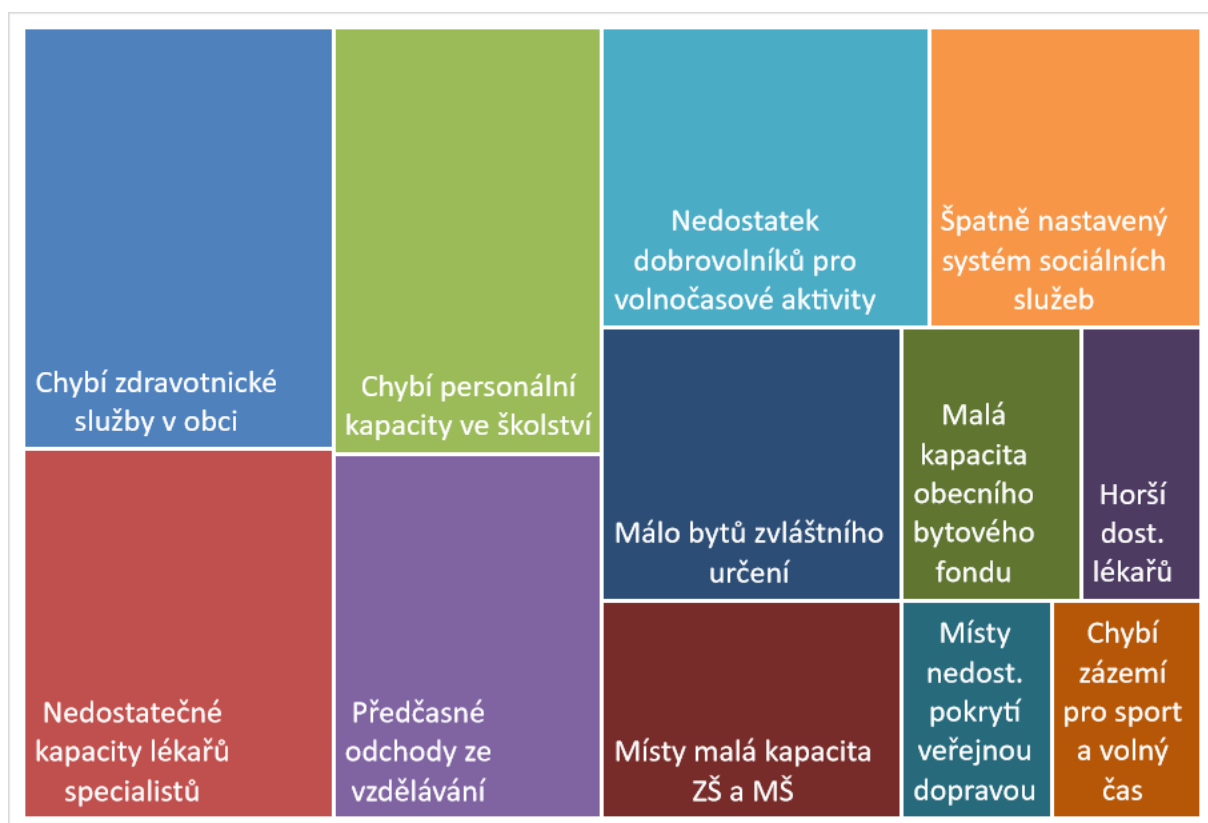 Chybí zdravotnické
služby v obci
Nedostatečné
kapacity lékařů
specialistů
Chybí personální
kapacity ve školství
Předčasné
odchody ze
vzdělávání
Nedostatek
dobrovolníků pro
volnočasové aktivity
Špatně nastavený
systém sociálních
služeb
Málo bytů zvláštního
určení
Malá
kapacita
obecního
bytového
fondu
Horší
dost.
lékařů
Místy malá kapacita
ZŠ a MŠ
Místy
nedost.
pokrytí
veřejnou
dopravou
Chybí
zázemí
pro sport
a volný
čas